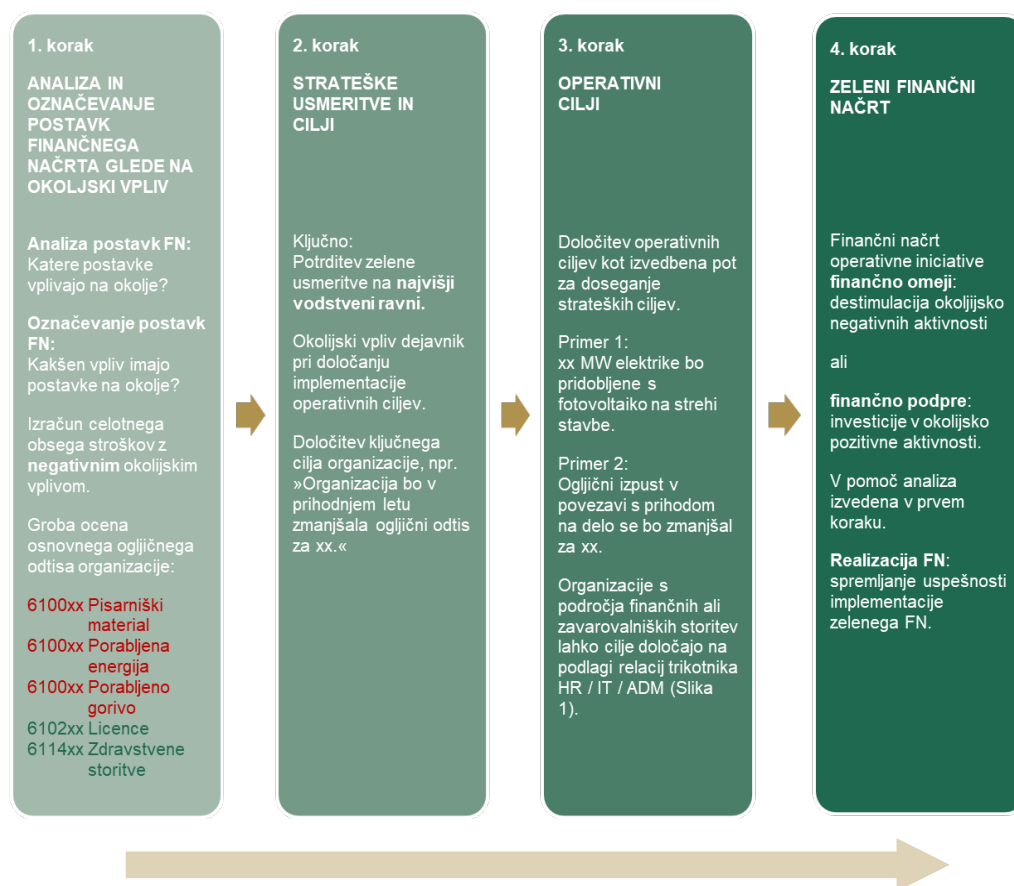 1. korak
ANALIZA IN
OZNAČEVANJE
POSTAVK
FINANČNEGA
NAČRTA GLEDE NA
OKOLJSKI VPLIV
Analiza postavk FN:
Katere postavke
vplivajo na okolje?
Označevanje postavk
FN:
Kakšen vpliv imajo
postavke na okolje?
Izračun celotnega
obsega stroškov z
negativnim okolijskim
vplivom.
Groba ocena
osnovnega ogljičnega
odtisa organizacije:
6100xx Pisarniški
material
6100xx Porabljena
energija
6100xx Porabljeno
gorivo
6102xx Licence
6114xx Zdravstvene
storitve
2. korak
STRATEŠKE
USMERITVE IN
CILJI
Ključno:
Potrditev zelene
usmeritve na najvišji
vodstveni ravni.
Okolijski vpliv dejavnik
pri določanju
implementacije
operativnih ciljev.
Določitev ključnega
cilja organizacije, npr.
»Organizacija bo v
prihodnjem letu
zmanjšala ogljični odtis
za xx.«
3. korak
OPERATIVNI
CILJI
Določitev operativnih
ciljev kot izvedbena pot
za doseganje
strateških ciljev.
Primer 1:
xx MW elektrike bo
pridobljene s
fotovoltaiko na strehi
stavbe.
Primer 2:
Ogljični izpust v
povezavi s prihodom
na delo se bo zmanjšal
za xx.
Organizacije s
področja finančnih ali
zavarovalniških storitev
lahko cilje določajo na
podlagi relacij trikotnika
HR / IT / ADM (Slika
1).
4. korak
ZELENI FINANČNI
NAČRT
Finančni načrt
operativne iniciative
finančno omeji:
destimulacija okoljijsko
negativnih aktivnosti
ali
finančno podpre:
investicije v okolijsko
pozitivne aktivnosti.
V pomoč analiza
izvedena v prvem
koraku.
Realizacija FN:
spremljanje uspešnosti
implementacije
zelenega FN.